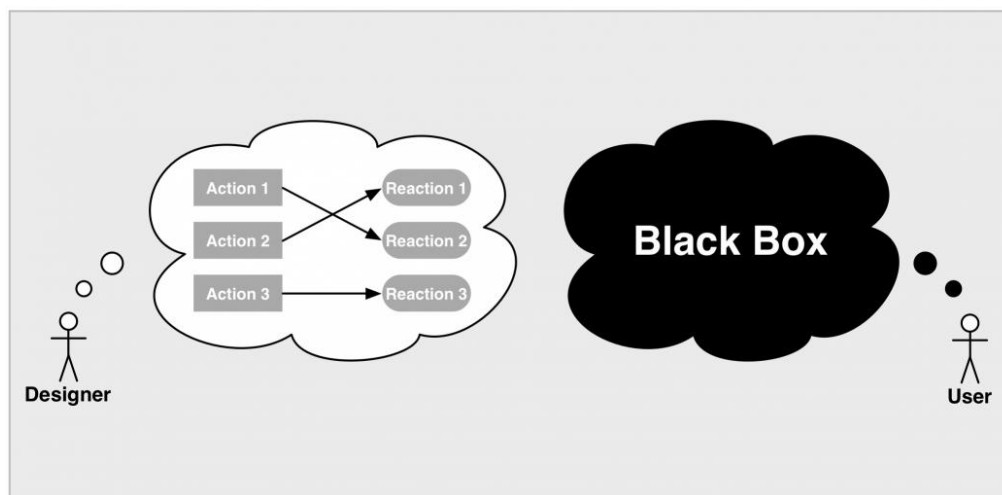 Action 1
Reaction 1
Action 2
Reaction 2
Action 3
Reaction 3
Black Box
Designer
User